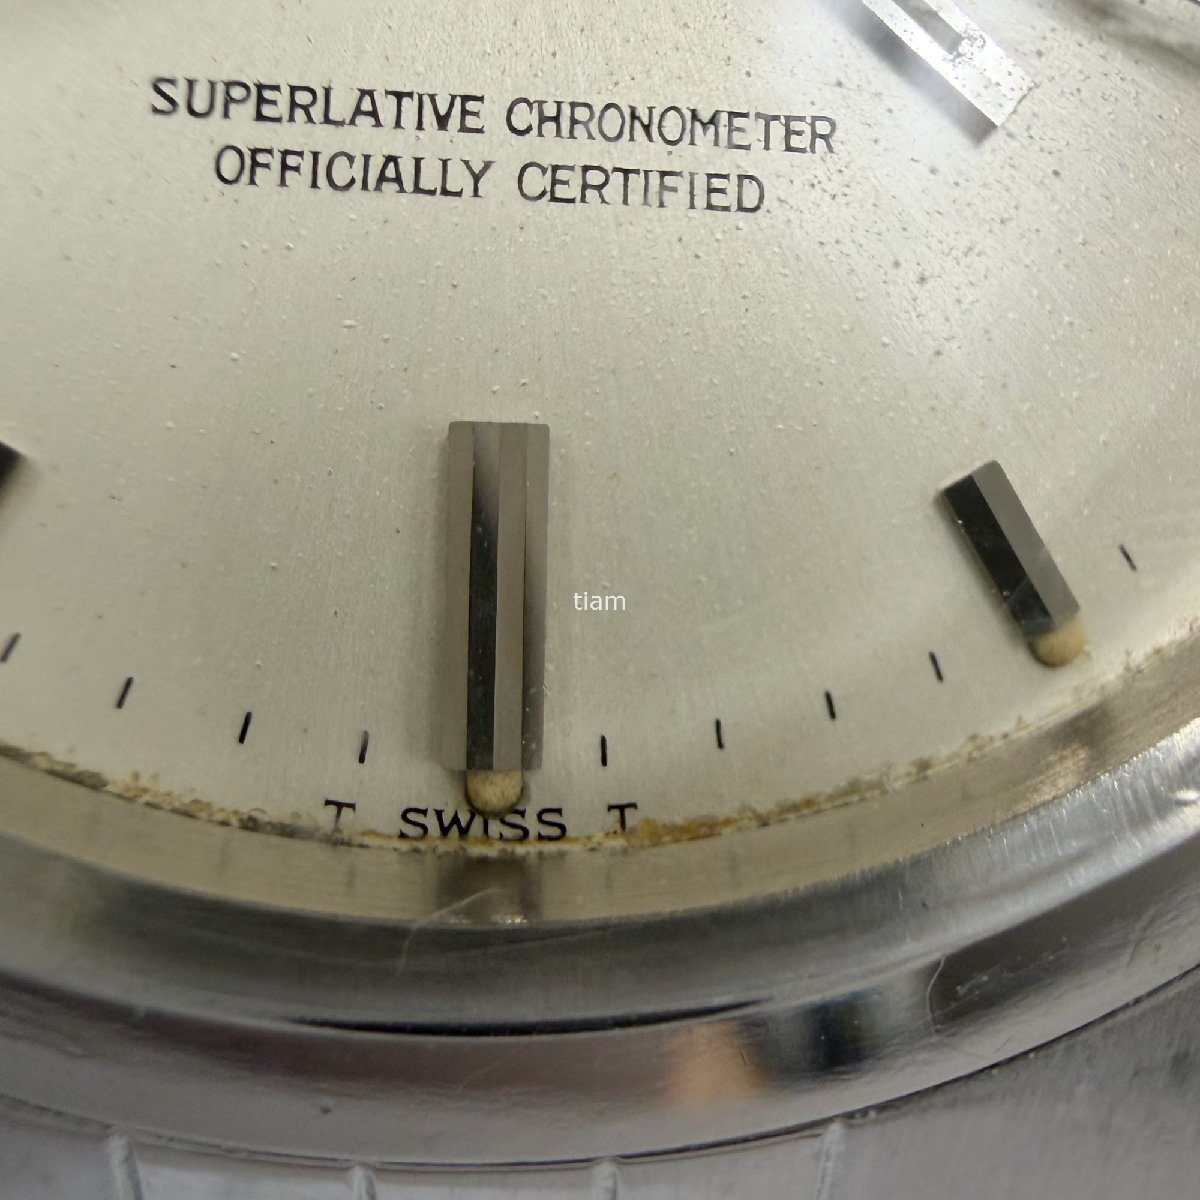 SUPERLATIVE CHRONOMETER
OFFICIALLY CERTIFIED
tiam
T SWISS T